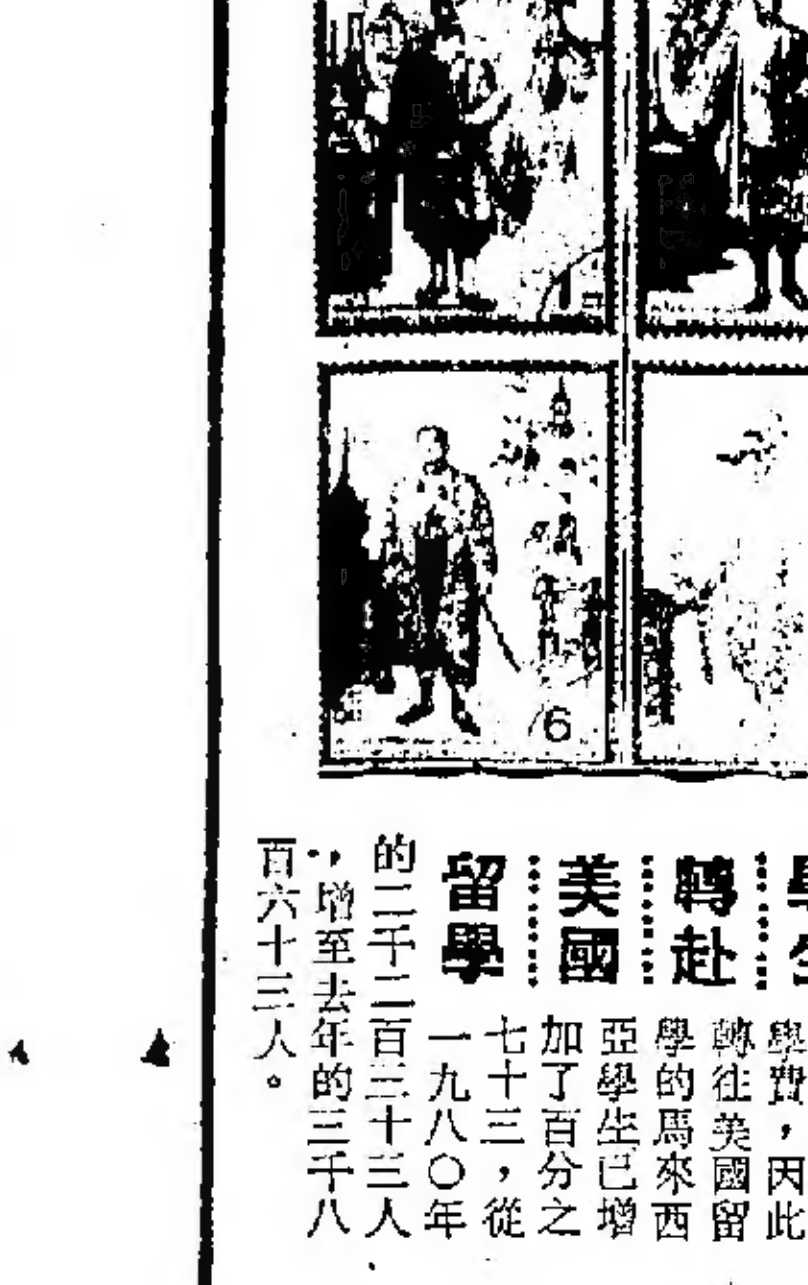 6
轉赴
美國
留學
學費，因此
轉往美國留
學的馬來西
亞學生已增
加了百分之
七十三，從
一九八〇年
的二千二百三十三人
，增至去年的三千八
百六十三人。